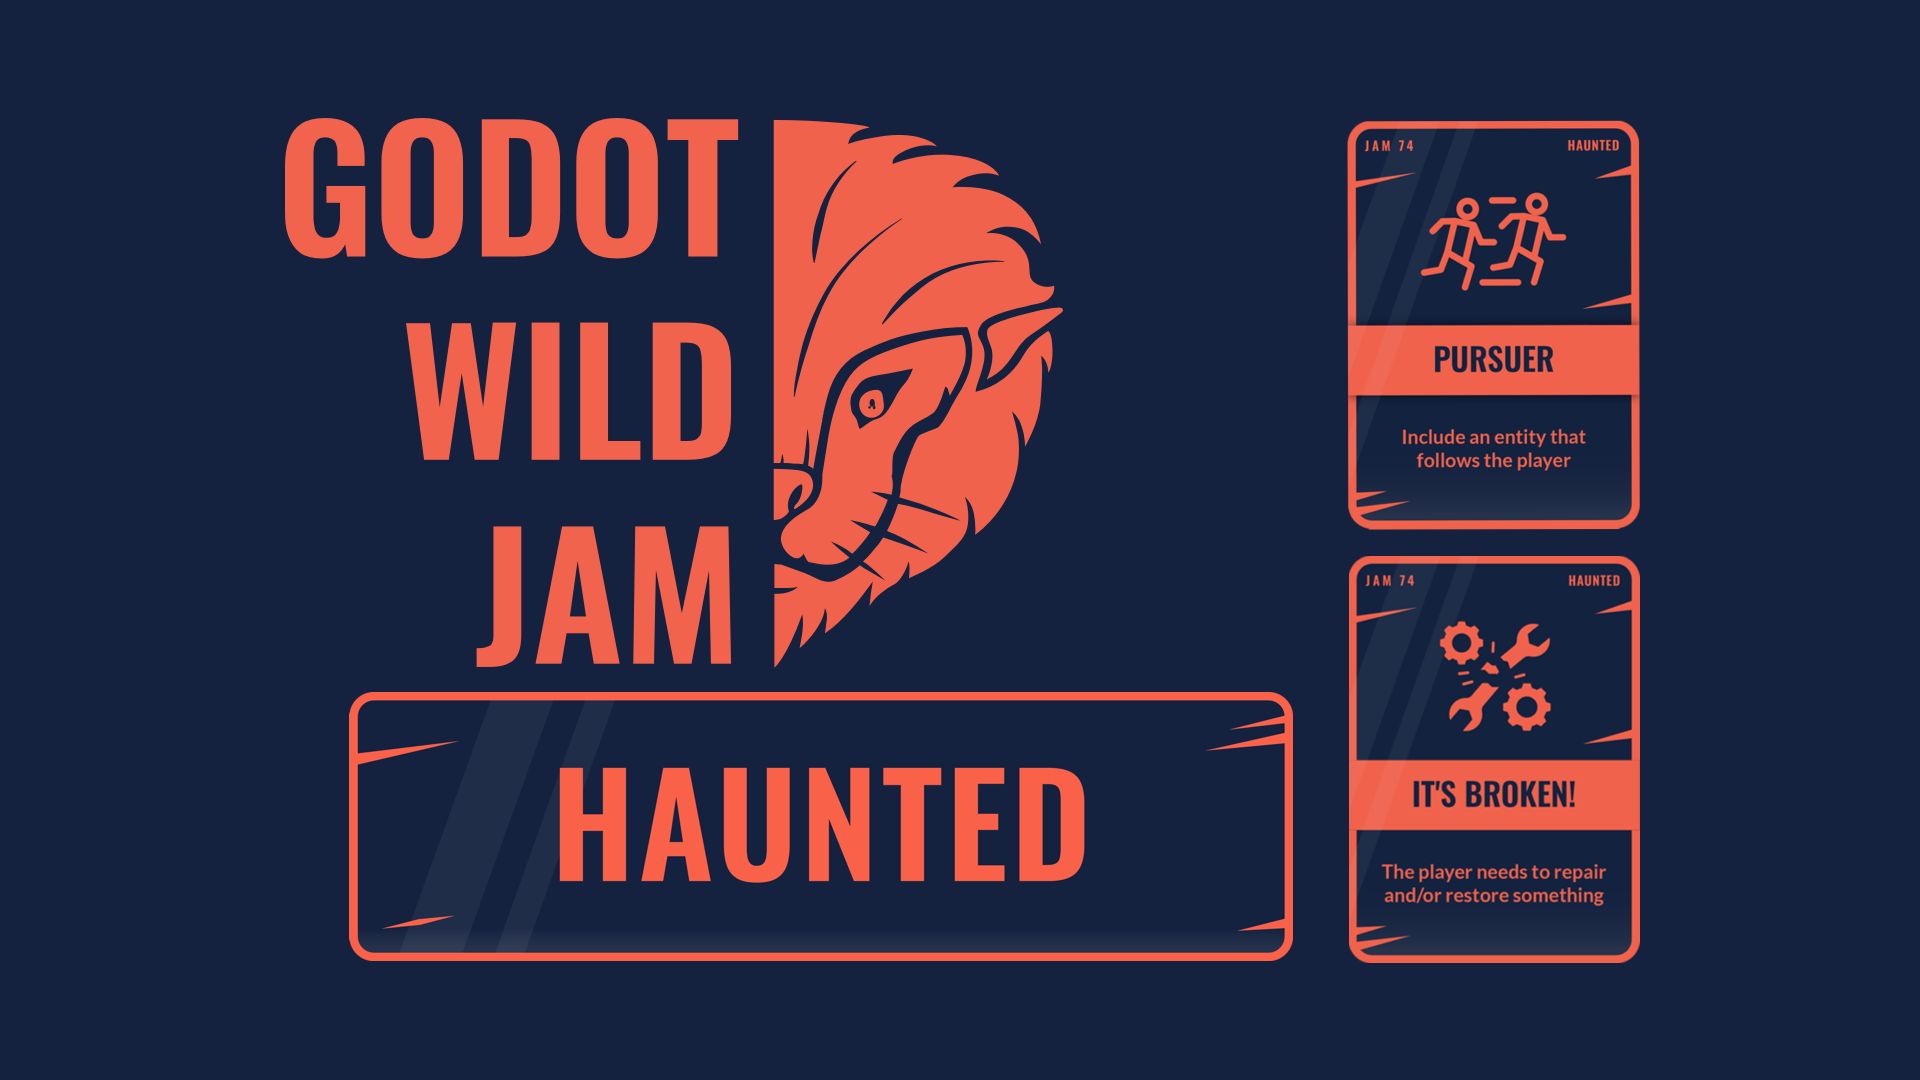 GODOT
WILD
JAM
HAUNTED
JAM 74 HAUNTED
PURSUER
Include an entity that
follows the player
JAM 74 HAUNTED
IT'S BROKEN!
The player needs to repair
and/or restore something